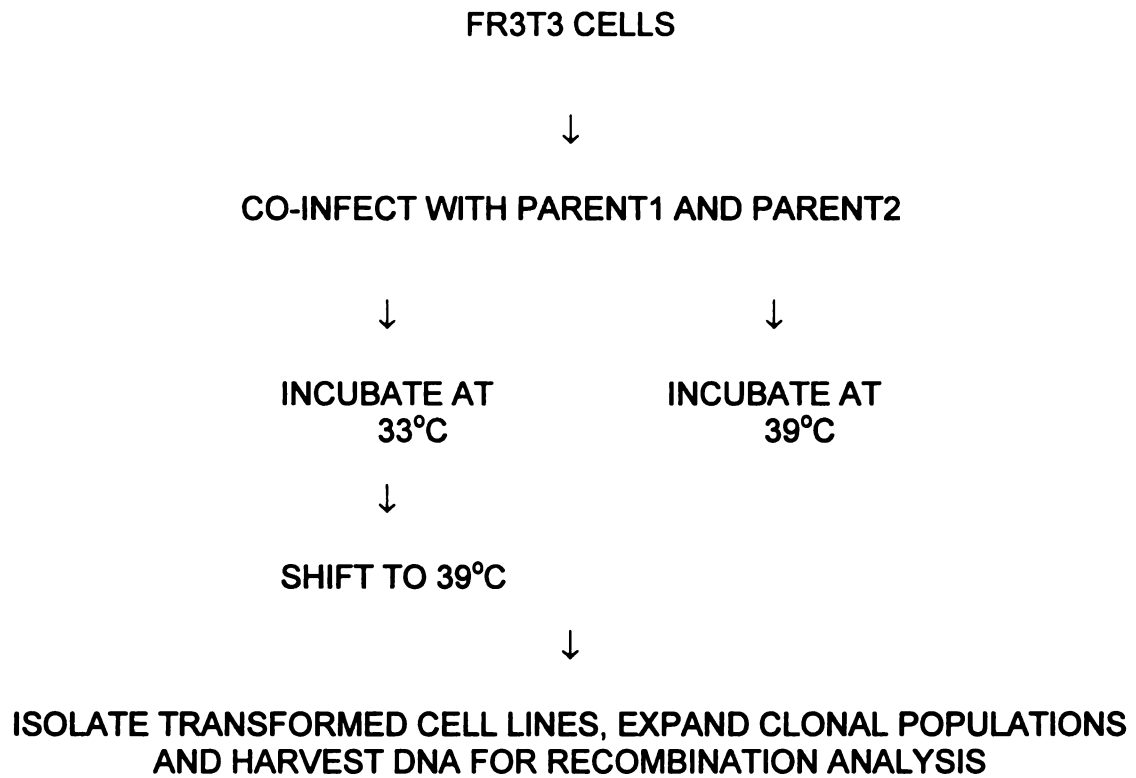 FR3T3 CELLS
↓
CO-INFECT WITH PARENT1 AND PARENT2
↓ ↓
INCUBATE AT INCUBATE AT
33°C 39°C
↓
SHIFT TO 39°C
↓
ISOLATE TRANSFORMED CELL LINES, EXPAND CLONAL POPULATIONS
AND HARVEST DNA FOR RECOMBINATION ANALYSIS